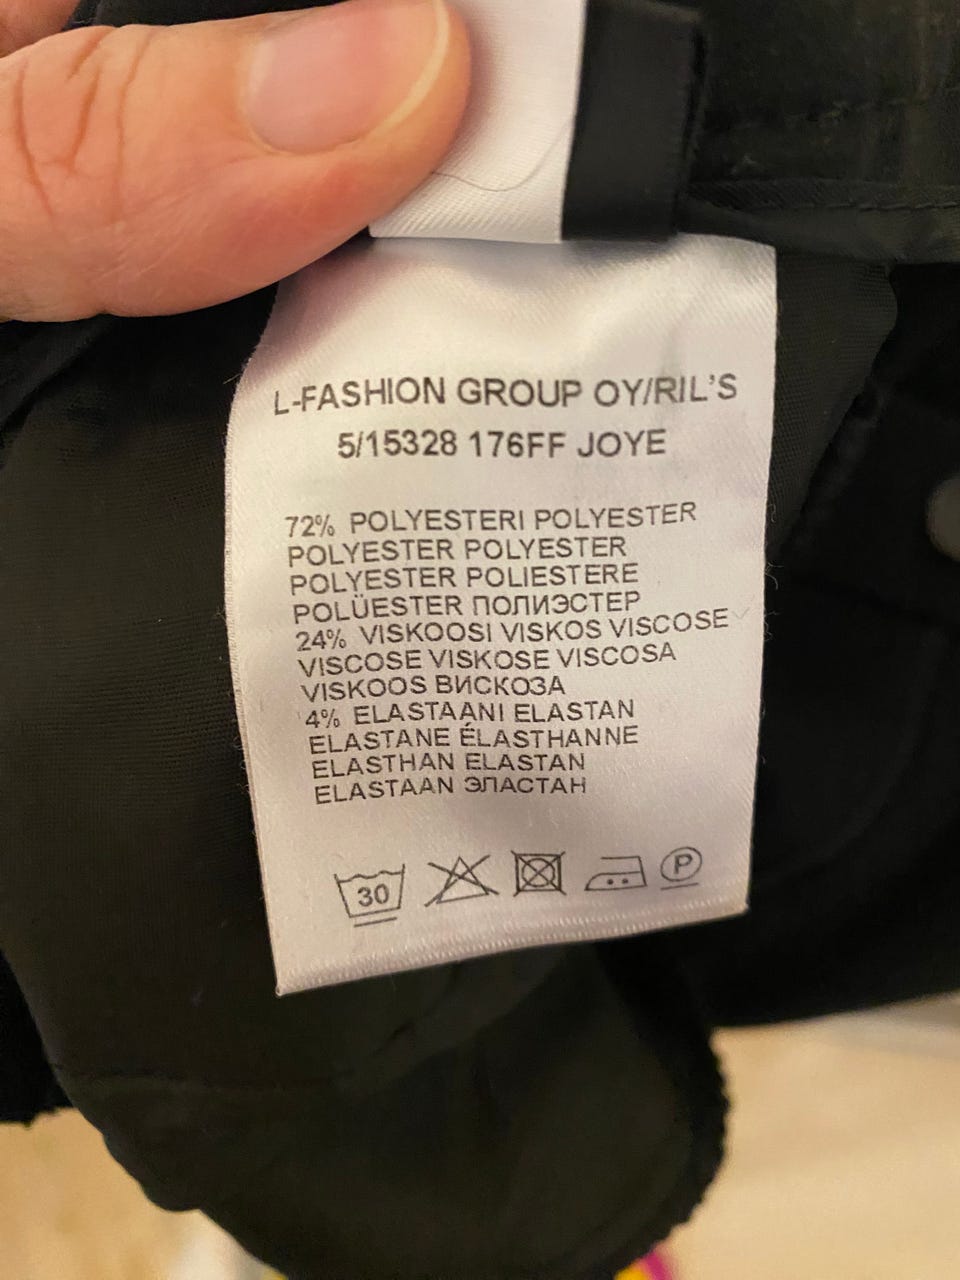 L-FASHION GROUP OY/RIL'S
5/15328 176FF JOYE
72% POLYESTERI POLYESTER
POLYESTER POLYESTER
POLYESTER POLIESTERE
POLÜESTER ПОЛИЭСТЕР
24% VISKOOSI VISKOS VISCOSE
VISCOSE VISKOSE VISCOSA
VISKOOS ВИСКОЗА
4% ELASTAANI ELASTAN
ELASTANE ÉLASTHANNE
ELASTHAN ELASTAN
ELASTAAN ЭЛАСТАН
30 P